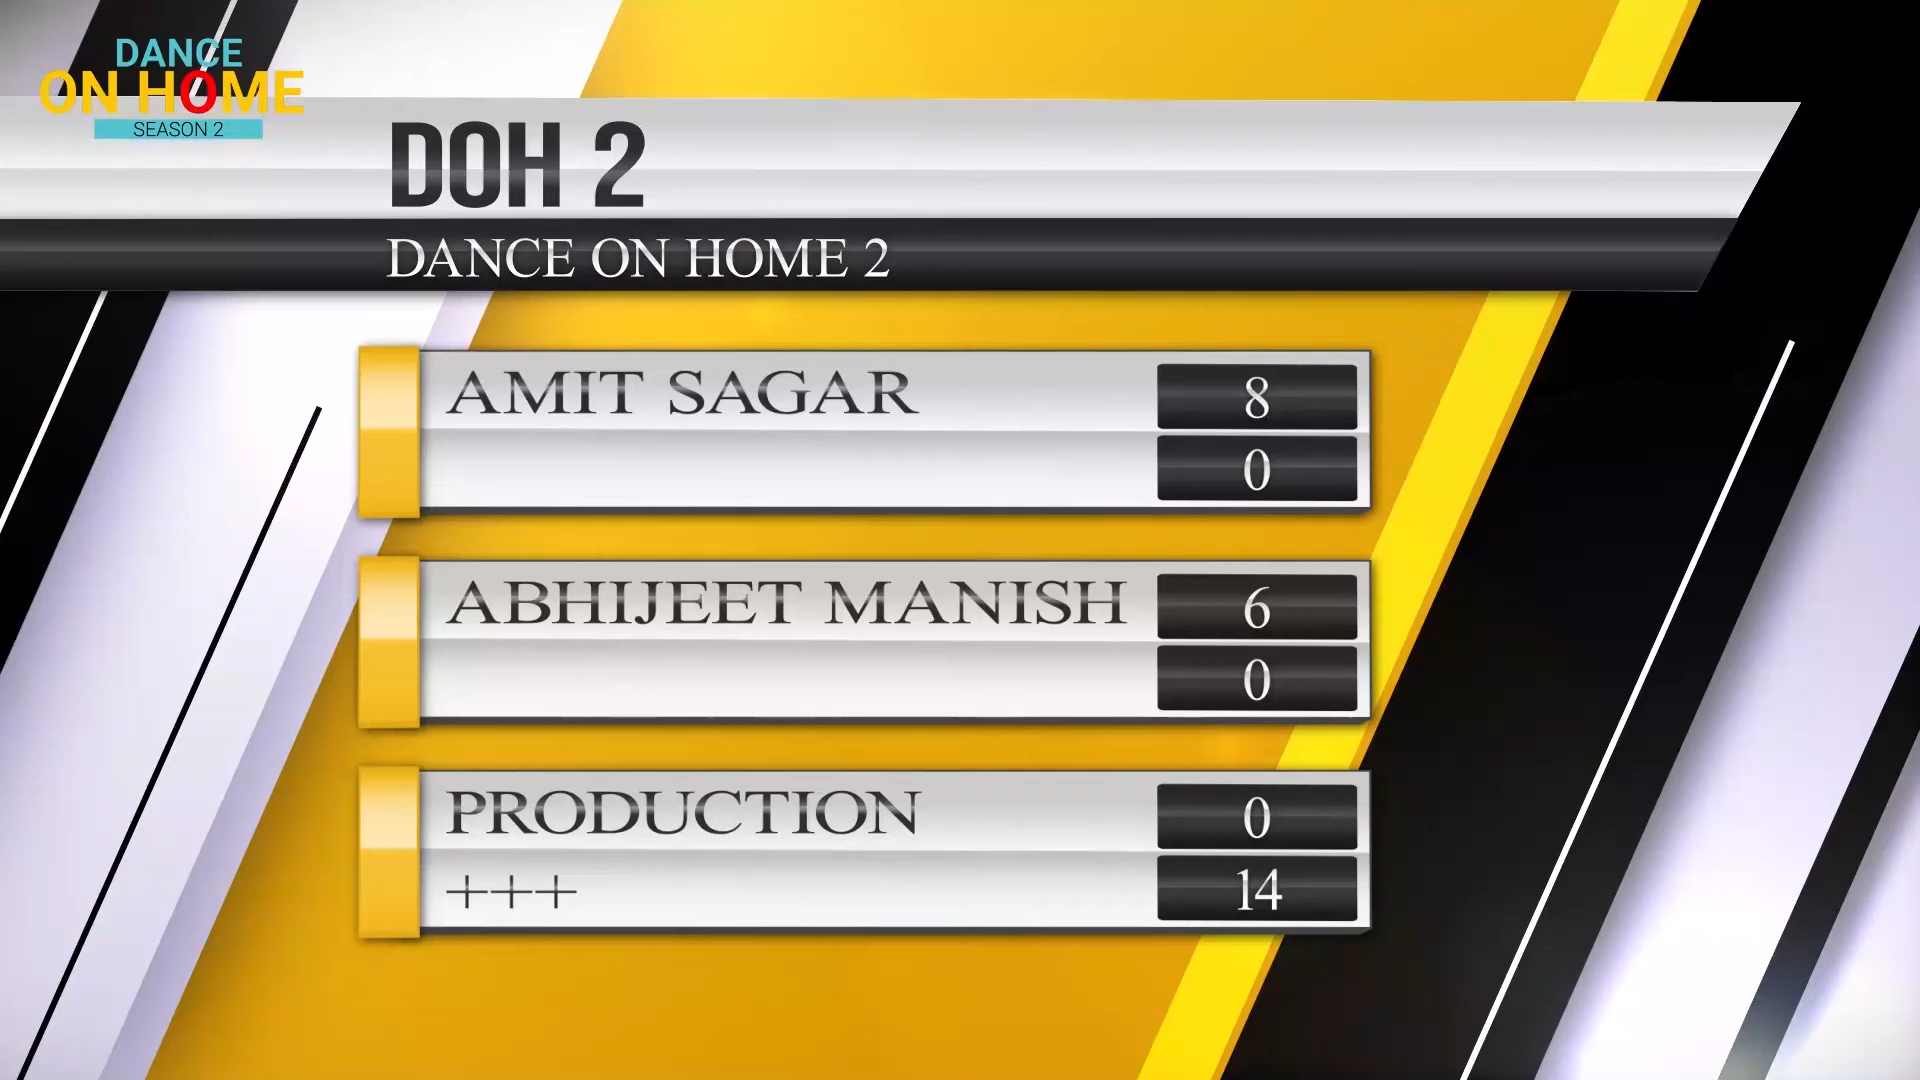 DANCE
ON HOME
SEASON 2
DOH 2
DANCE ON HOME 2
AMIT SAGAR 8
0
ABHIJEET MANISH 6
0
PRODUCTION 0
+++ 14